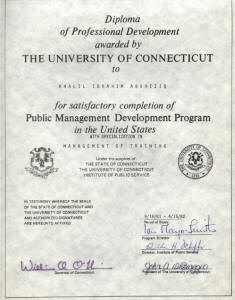 Diploma
of Professional Development
awarded by
THE UNIVERSITY OF CONNECTICUT
to
KHALIL IBRAHIM
for satisfactory completion of
Public Management Development Program
in the United States
WITH SPECIALIZATION IN
MANAGEMENT OF TRAINING
Under the auspices of:
THE STATE OF CONNECTICUT
THE UNIVERSITY OF CONNECTICUT
INSTITUTE OF PUBLIC SERVICE
IN TESTIMONY WHEREOF THE SEALS
OF THE STATE OF CONNECTICUT AND
THE UNIVERSITY OF CONNECTICUT
AND AUTHORIZED SIGNATURES
ARE HEREUNTO AFFIXED
Period of Study
Program Director
Director, Institute of Public Service
Governor, State of Connecticut
President of The University of Connecticut